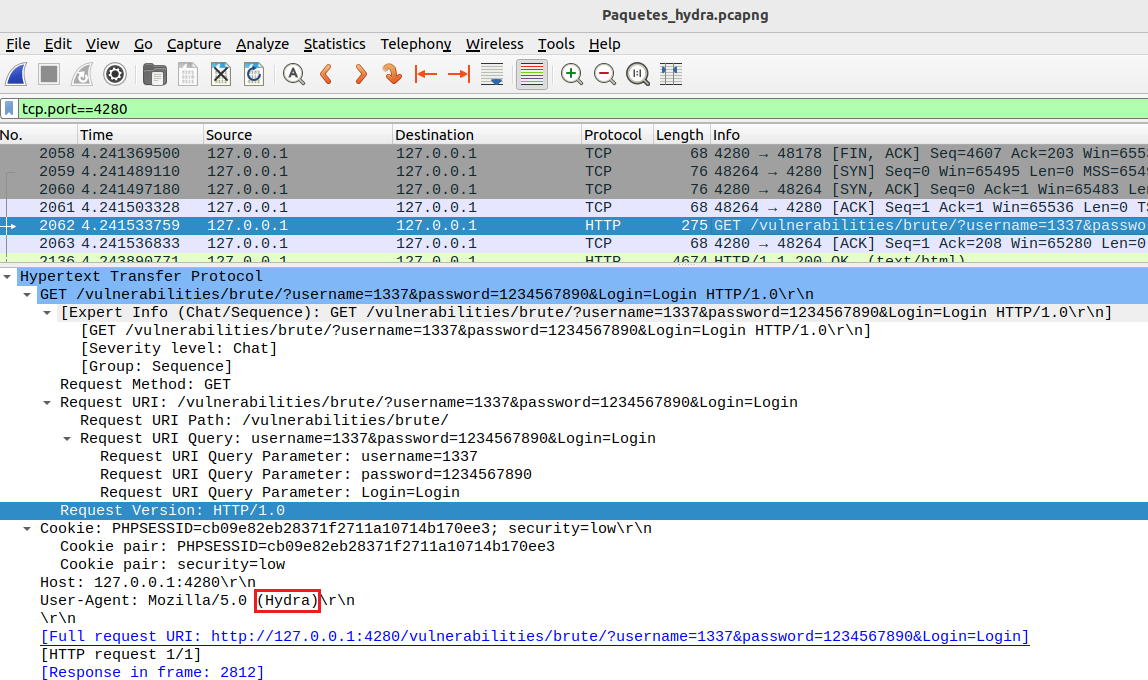 Paquetes_hydra.pcapng
File Edit View Go Capture Analyze Statistics Telephony Wireless Tools Help
tcp.port==4280
No. Time Source Destination Protocol Length Info
2058 4.241369500 127.0.0.1 127.0.0.1 TCP 68 4280 → 48178 [FIN, ACK] Seq=4607 Ack=203 Win=655
2059 4.241489110 127.0.0.1 127.0.0.1 TCP 76 48264 → 4280 [SYN] Seq=0 Win=65495 Len=0 MSS=6549
2060 4.241497180 127.0.0.1 127.0.0.1 TCP 76 4280 → 48264 [SYN, ACK] Seq=0 Ack=1 Win=65483 Len
2061 4.241503328 127.0.0.1 127.0.0.1 TCP 68 48264 → 4280 [ACK] Seq=1 Ack=1 Win=65536 Len=0 TS
2062 4.241533759 127.0.0.1 127.0.0.1 HTTP 275 GET /vulnerabilities/brute/?username=1337&passwo
2063 4.241536833 127.0.0.1 127.0.0.1 TCP 68 4280 → 48264 [ACK] Seq=1 Ack=208 Win=65280 Len=0
2136 4.243890771 127.0.0.1 127.0.0.1 HTTP 4674 HTTP/1.1 200 OK (text/html)
Hypertext Transfer Protocol
GET /vulnerabilities/brute/?username=1337&password=1234567890&Login=Login HTTP/1.0\r\n
[Expert Info (Chat/Sequence): GET /vulnerabilities/brute/?username=1337&password=1234567890&Login=Login HTTP/1.0\r\n]
[GET /vulnerabilities/brute/?username=1337&password=1234567890&Login=Login HTTP/1.0\r\n]
[Severity level: Chat]
[Group: Sequence]
Request Method: GET
Request URI: /vulnerabilities/brute/?username=1337&password=1234567890&Login=Login
Request URI Path: /vulnerabilities/brute/
Request URI Query: username=1337&password=1234567890&Login=Login
Request URI Query Parameter: username=1337
Request URI Query Parameter: password=1234567890
Request URI Query Parameter: Login=Login
Request Version: HTTP/1.0
Cookie: PHPSESSID=cb09e82eb28371f2711a10714b170ee3; security=low\r\n
Cookie pair: PHPSESSID=cb09e82eb28371f2711a10714b170ee3
Cookie pair: security=low
Host: 127.0.0.1:4280\r\n
User-Agent: Mozilla/5.0 (Hydra)\r\n
\r\n
[Full request URI: http://127.0.0.1:4280/vulnerabilities/brute/?username=1337&password=1234567890&Login=Login]
[HTTP request 1/1]
[Response in frame: 2812]